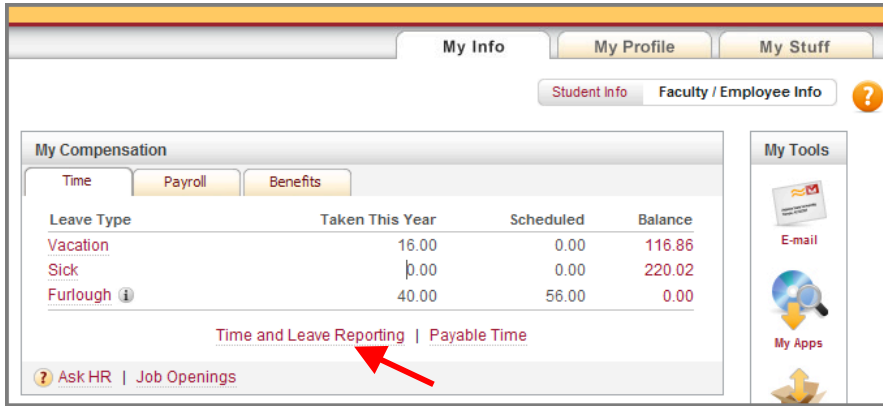 My Info My Profile My Stuff
Student Info Faculty / Employee Info ?
My Compensation
Time Payroll Benefits
Leave Type Taken This Year Scheduled Balance
Vacation 16.00 0.00 116.86
Sick 0.00 0.00 220.02
Furlough i 40.00 56.00 0.00
Time and Leave Reporting | Payable Time
? Ask HR | Job Openings
My Tools
E-mail
My Apps